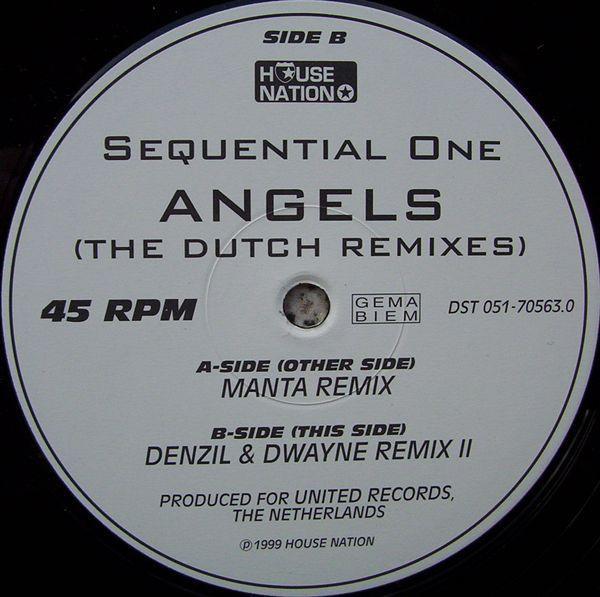 SIDE B
HOUSE
NATION
SEQUENTIAL ONE
ANGELS
(THE DUTCH REMIXES)
45 RPM
GEMA
BIEM
DST 051-70563.0
A-SIDE (OTHER SIDE)
MANTA REMIX
B-SIDE (THIS SIDE)
DENZIL & DWAYNE REMIX II
PRODUCED FOR UNITED RECORDS,
THE NETHERLANDS
℗ 1999 HOUSE NATION